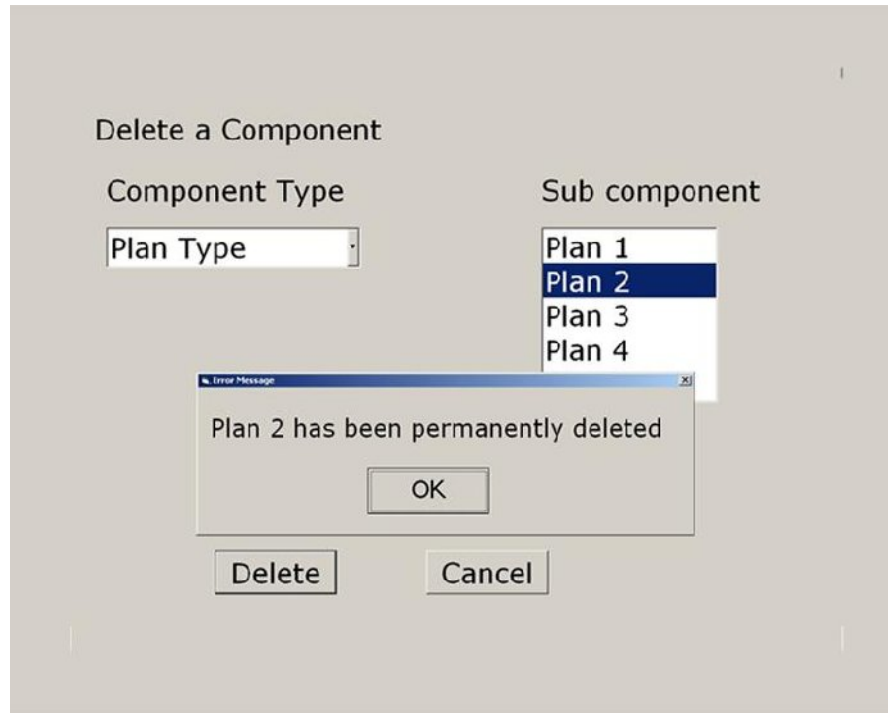 Delete a Component
Component Type
Sub component
Plan Type
Plan 1
Plan 2
Plan 3
Plan 4
Error Message
Plan 2 has been permanently deleted
OK
Delete
Cancel